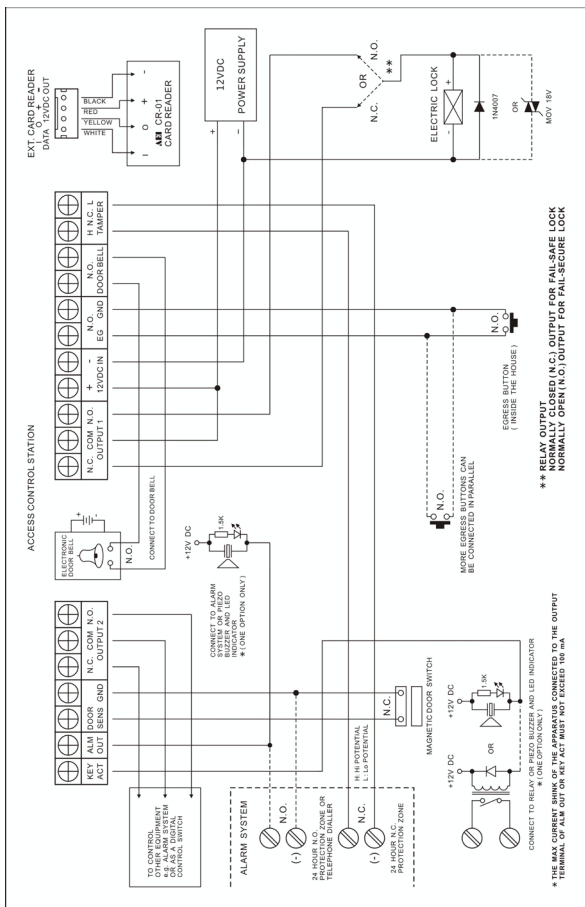 ACCESS CONTROL STATION
KEY
ACT
ALM
OUT
DOOR
SENS
GND
N.C. COM N.O.
OUTPUT 2
N.C. COM N.O.
OUTPUT 1
+ -
12VDC IN
N.O.
EG GND
N.O.
DOOR BELL
H N.C. L
TAMPER
EXT. CARD READER
I O + -
DATA 12VDC OUT
BLACK
RED
YELLOW
WHITE
I O + -
AEI CR-01
CARD READER
TO CONTROL
OTHER EQUIPMENT
e.g. ALARM SYSTEM
OR AS A DIGITAL
CONTROL SWITCH
ELECTRONIC
DOOR BELL
+ -
N.O.
CONNECT TO DOOR BELL
+12V DC
1.5K
CONNECT TO ALARM
SYSTEM OR PIEZO
BUZZER AND LED
INDICATOR
* ( ONE OPTION ONLY )
12VDC
POWER SUPPLY
+ -
N.C. OR N.O.
**
ELECTRIC LOCK
- +
1N4007
OR
MOV 18V
ALARM SYSTEM
N.O.
(-)
24 HOUR N.O.
PROTECTION ZONE OR
TELEPHONE DIALLER
H: Hi POTENTIAL
L: Lo POTENTIAL
N.C.
(-)
24 HOUR N.C.
PROTECTION ZONE
N.C.
MAGNETIC DOOR SWITCH
N.O.
MORE EGRESS BUTTONS CAN
BE CONNECTED IN PARALLEL
N.O.
EGRESS BUTTON
( INSIDE THE HOUSE )
+12V DC
OR
+12V DC
1.5K
CONNECT TO RELAY OR PIEZO BUZZER AND LED INDICATOR
* ( ONE OPTION ONLY )
* THE MAX CURRENT SHINK OF THE APPARATUS CONNECTED TO THE OUTPUT
TERMINAL OF ALM OUT OR KEY ACT MUST NOT EXCEED 100 mA
** RELAY OUTPUT
NORMALLY CLOSED ( N.C. ) OUTPUT FOR FAIL-SAFE LOCK
NORMALLY OPEN ( N.O. ) OUTPUT FOR FAIL-SECURE LOCK